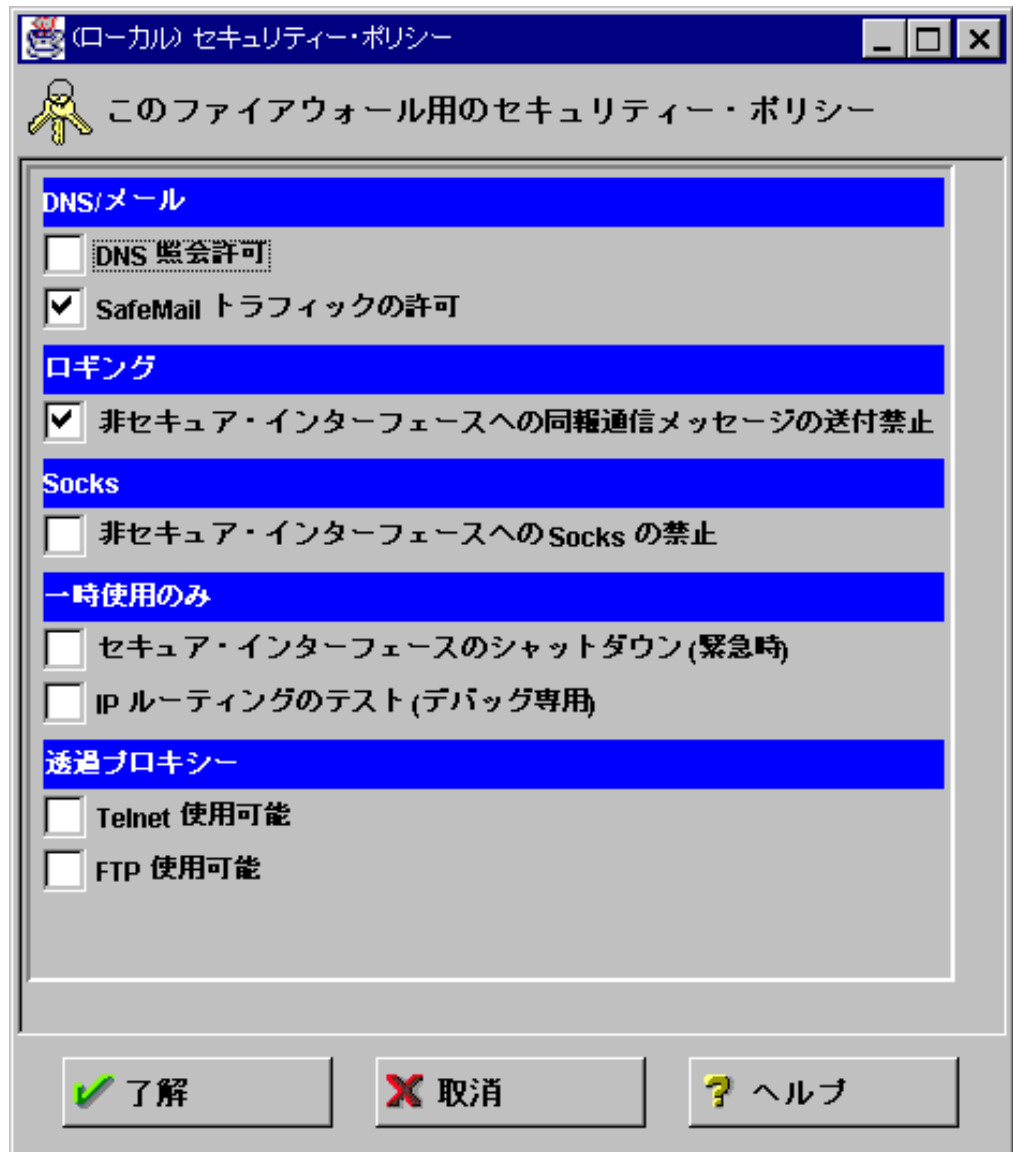 (ローカル) セキュリティー・ポリシー
このファイアウォール用のセキュリティー・ポリシー
DNS/メール
DNS 照会許可
SafeMail トラフィックの許可
ロギング
非セキュア・インターフェースへの同報通信メッセージの送付禁止
Socks
非セキュア・インターフェースへのSocks の禁止
一時使用のみ
セキュア・インターフェースのシャットダウン(緊急時)
IP ルーティングのテスト(デバッグ専用)
透過プロキシー
Telnet 使用可能
FTP 使用可能
了解
取消
ヘルプ